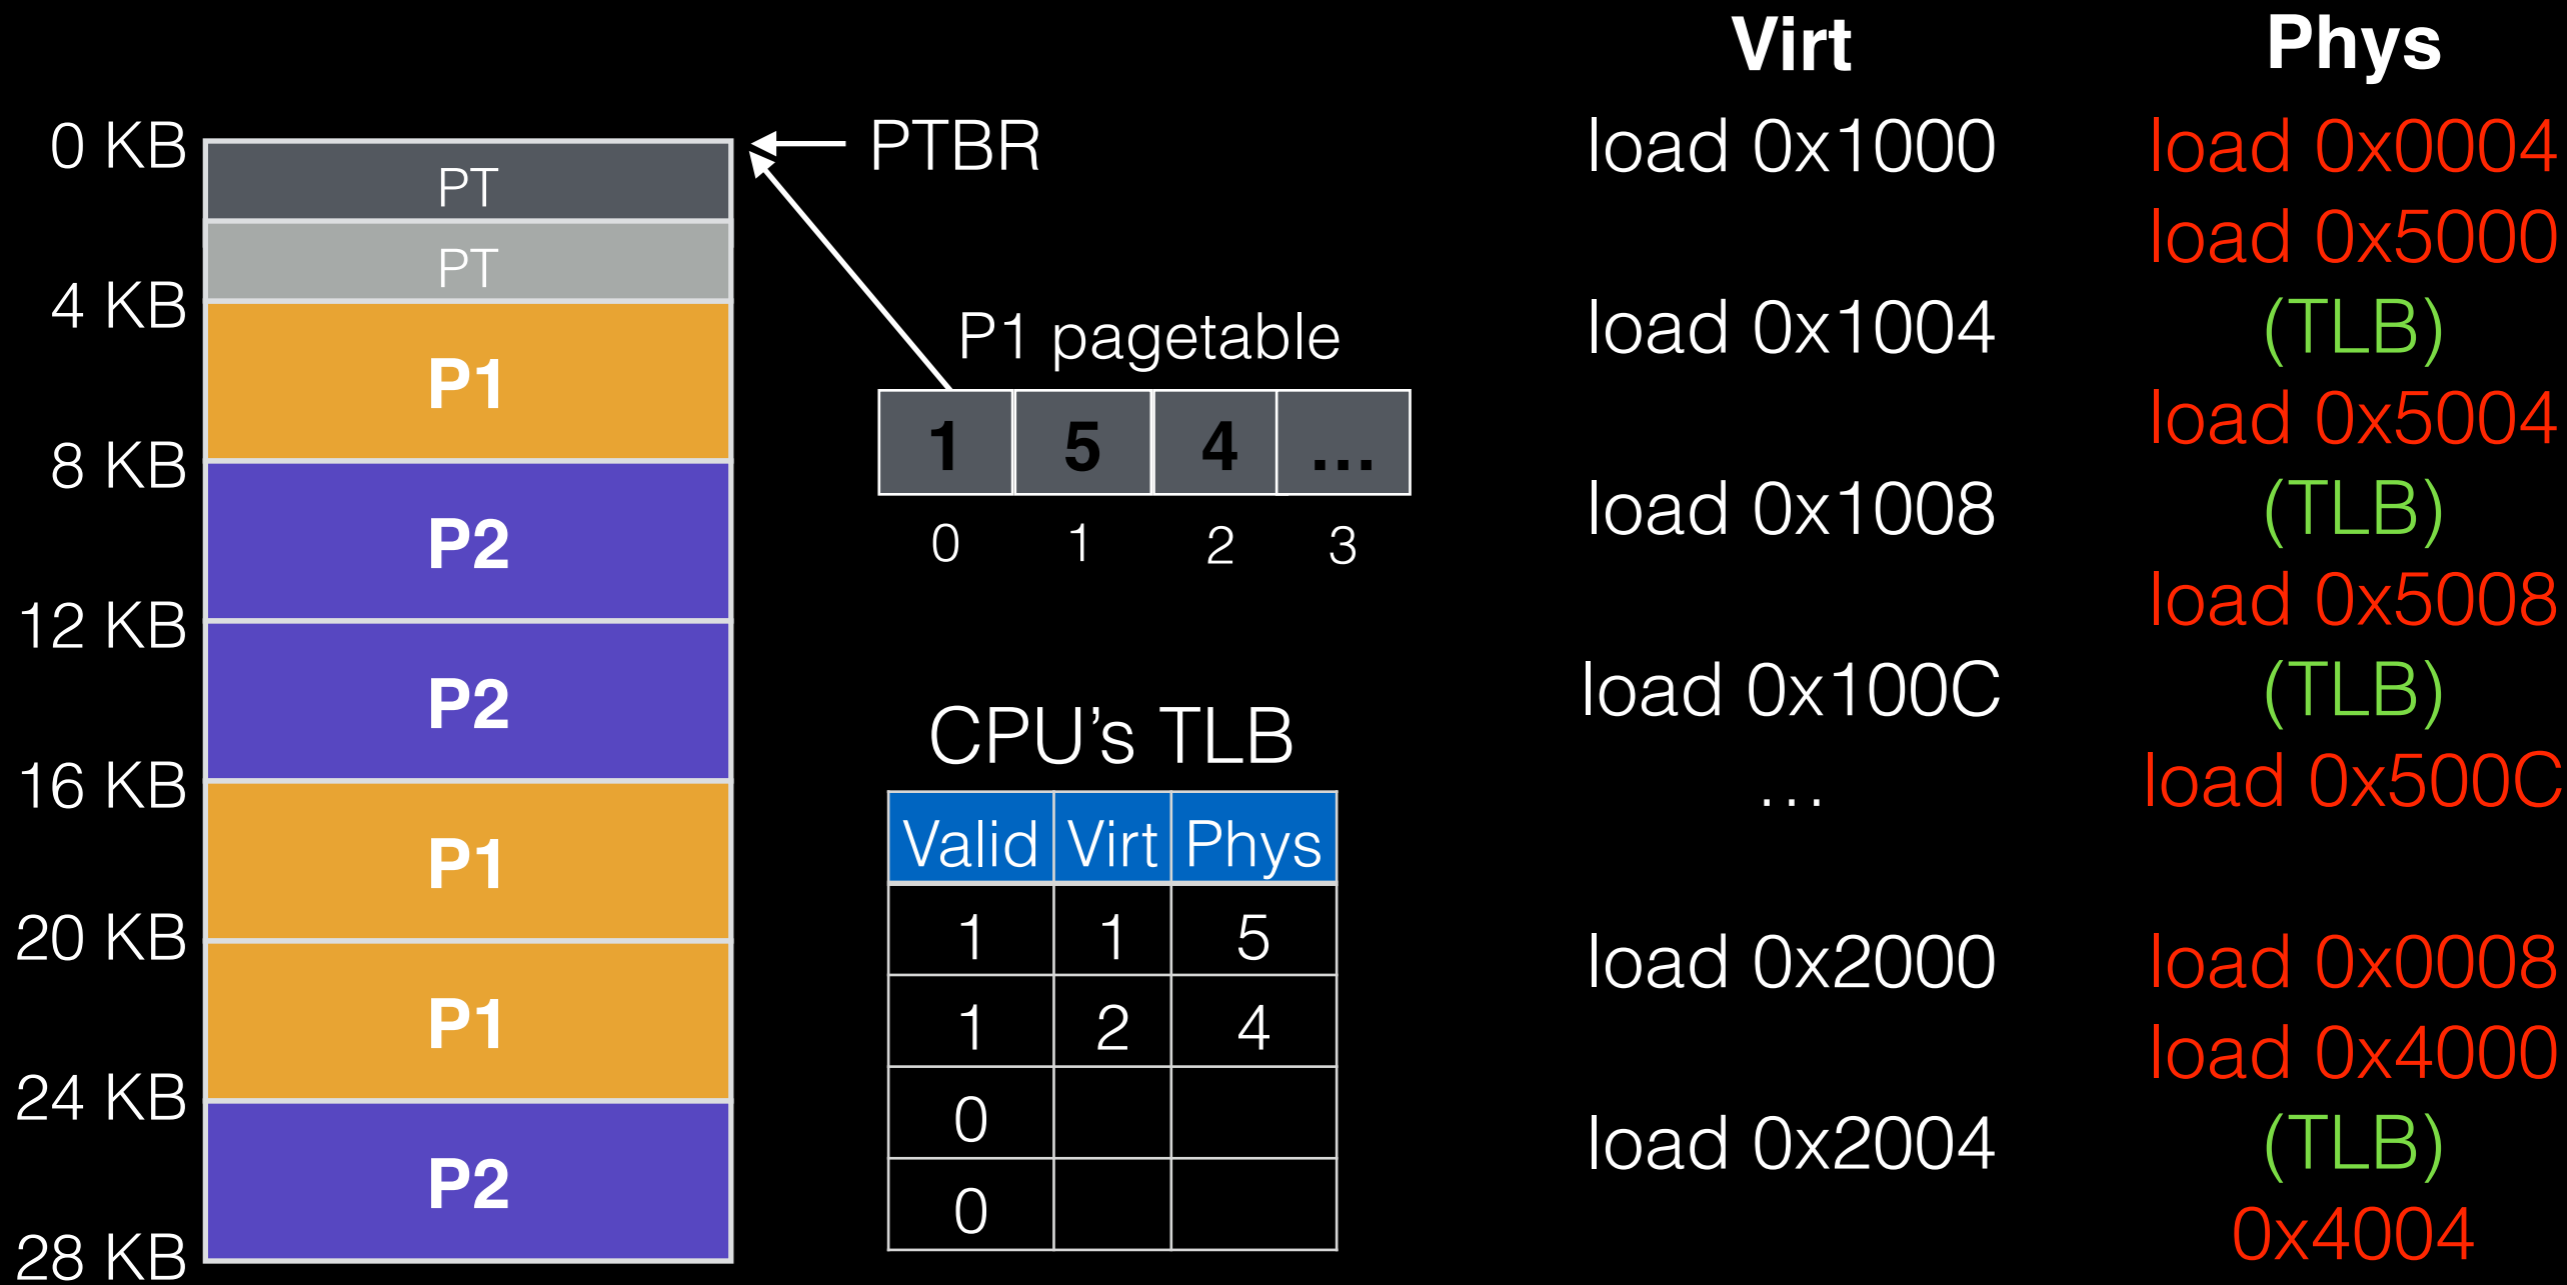 0 KB
PT
PT
4 KB
P1
8 KB
P2
12 KB
P2
16 KB
P1
20 KB
P1
24 KB
P2
28 KB
PTBR
P1 pagetable
1 5 4 ...
0 1 2 3
CPU’s TLB
Valid Virt Phys
1 1 5
1 2 4
0
0
Virt Phys
load 0x1000 load 0x0004
load 0x5000
load 0x1004 (TLB)
load 0x5004
load 0x1008 (TLB)
load 0x5008
load 0x100C (TLB)
... load 0x500C
load 0x2000 load 0x0008
load 0x4000
load 0x2004 (TLB)
0x4004